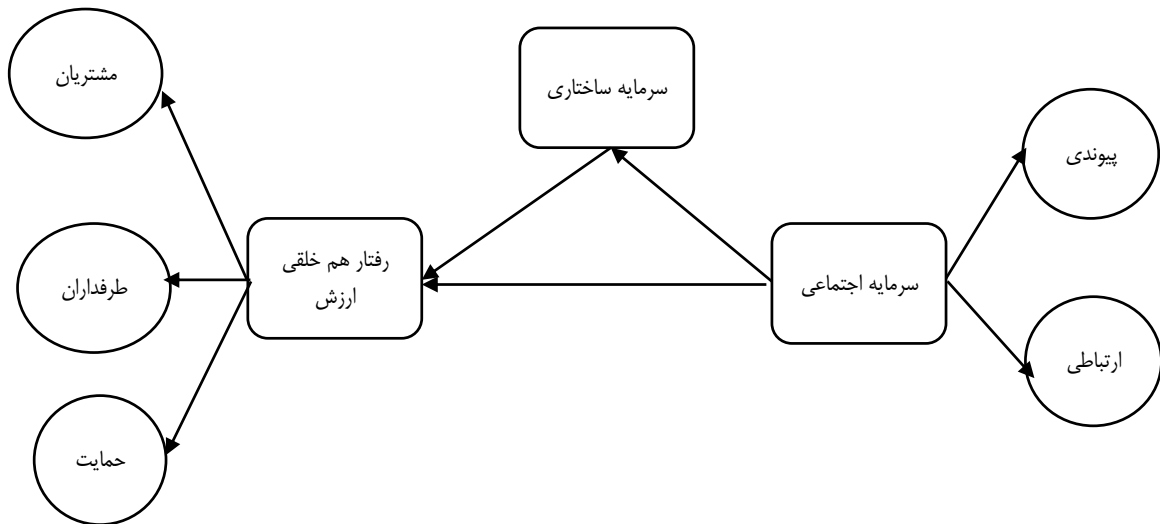 سرمایه ساختاری
پیوندی
ارتباطی
سرمایه اجتماعی
رفتار هم خلقی
ارزش
مشتریان
طرفداران
حمایت